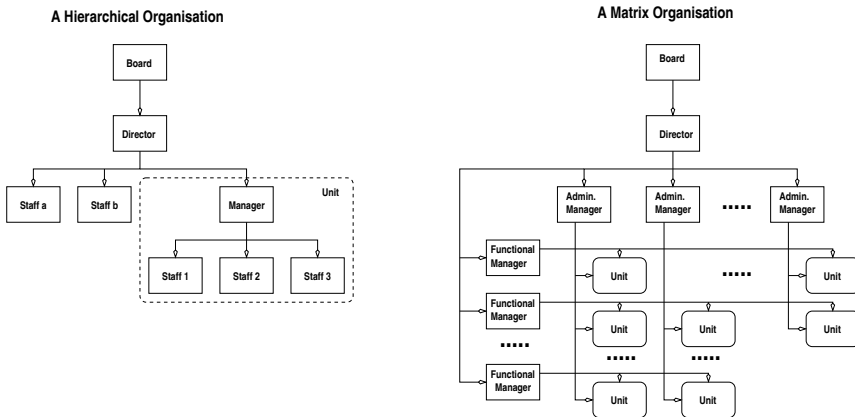 A Hierarchical Organisation
Board
Director
Staff a
Staff b
Manager
Unit
Staff 1
Staff 2
Staff 3
A Matrix Organisation
Board
Director
Admin.
Manager
Admin.
Manager
.....
Admin.
Manager
Functional
Manager
Unit
.....
Unit
Functional
Manager
Unit
Unit
Unit
.....
.....
.....
Functional
Manager
Unit
Unit